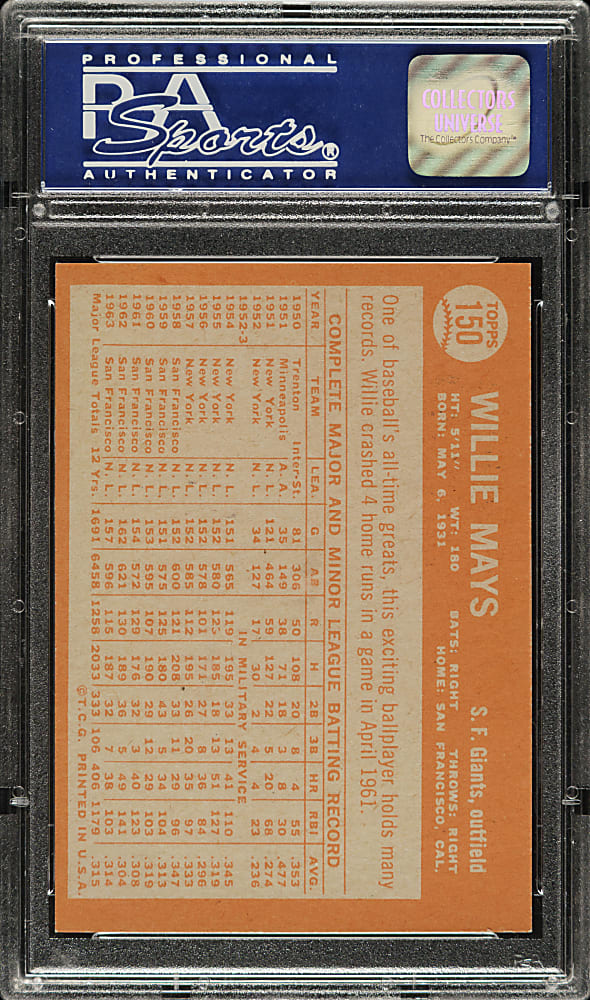 PROFESSIONAL
PSA
Sports®
AUTHENTICATOR
COLLECTORS
UNIVERSE
The Collectors Company™
TOPPS
150
WILLIE MAYS S. F. Giants, outfield
HT: 5'11" WT: 180 BATS: RIGHT THROWS: RIGHT
BORN: MAY 6, 1931 HOME: SAN FRANCISCO, CAL.
One of baseball's all-time greats, this exciting ballplayer holds many
records. Willie crashed 4 home runs in a game in April 1961.
COMPLETE MAJOR AND MINOR LEAGUE BATTING RECORD
YEAR TEAM LEA G AB R H 2B 3B HR RBI AVG.
1950 Trenton Inter-St. 81 306 50 108 20 8 4 55 .353
1951 Minneapolis A. A. 35 149 38 71 18 3 8 30 .477
1951 New York N. L. 121 464 59 127 22 5 20 68 .274
1952 New York N. L. 34 127 17 30 2 4 4 23 .236
1952-3 IN MILITARY SERVICE
1954 New York N. L. 151 565 119 195 33 13 41 110 .345
1955 New York N. L. 152 580 123 185 18 13 51 127 .319
1956 New York N. L. 152 578 101 171 27 8 36 84 .296
1957 New York N. L. 152 585 112 195 26 20 35 97 .333
1958 San Francisco N. L. 152 600 121 208 33 11 29 96 .347
1959 San Francisco N. L. 151 575 125 180 43 5 34 104 .313
1960 San Francisco N. L. 153 595 107 190 29 12 29 103 .319
1961 San Francisco N. L. 154 572 129 176 32 3 40 123 .308
1962 San Francisco N. L. 162 621 130 189 36 5 49 141 .304
1963 San Francisco N. L. 157 596 115 187 32 7 38 103 .314
Major League Totals 12 Yrs. 1691 6458 1258 2033 333 106 406 1179 .315
©T.C.G. PRINTED IN U.S.A.
PSA